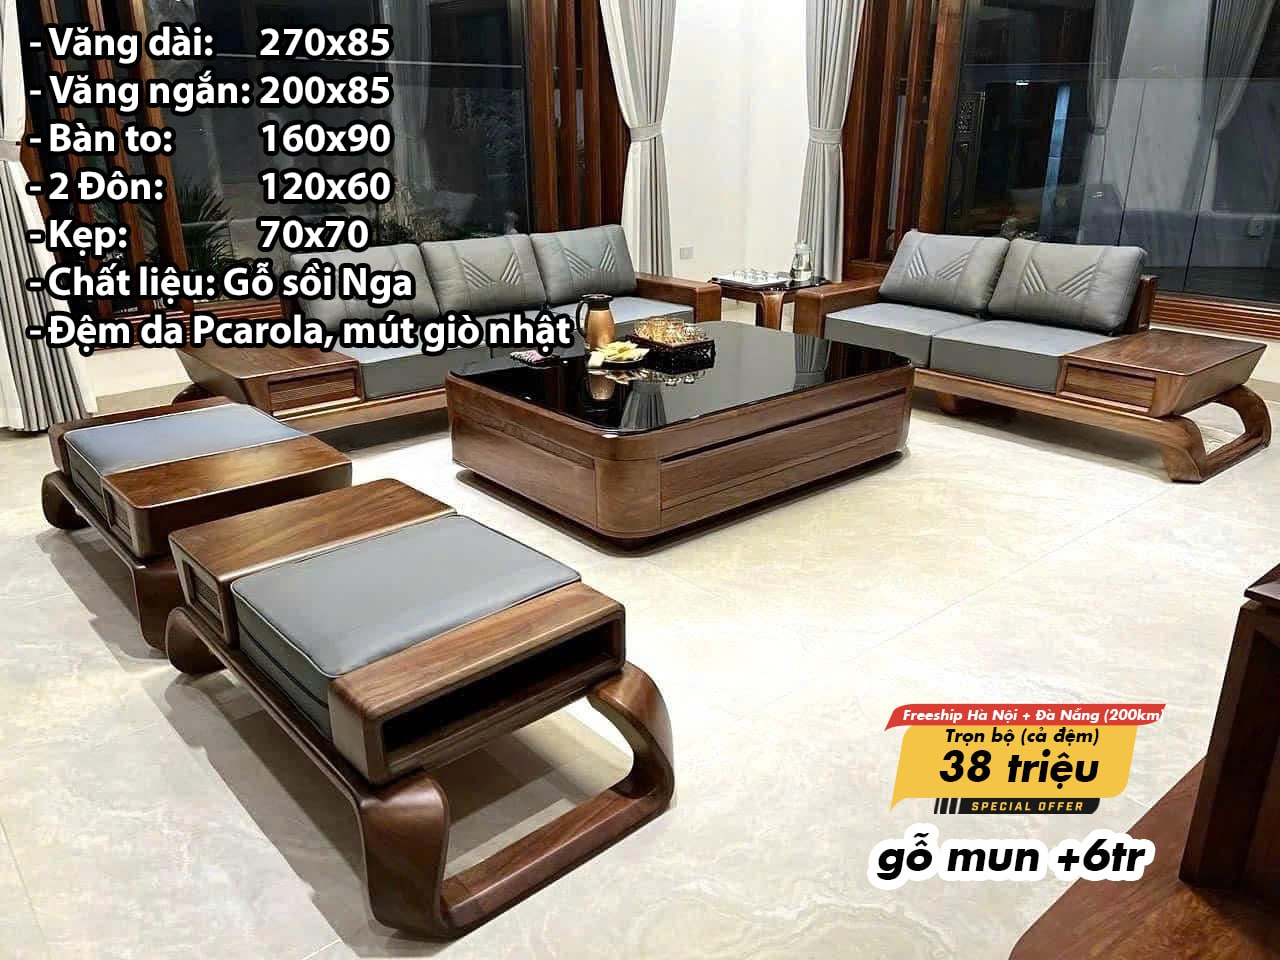 - Văng dài: 270x85
- Văng ngắn: 200x85
- Bàn to: 160x90
- 2 Đôn: 120x60
- Kẹp: 70x70
- Chất liệu: Gỗ sồi Nga
- Đệm da Pcarola, mút giò nhật
Freeship Hà Nội + Đà Nẵng (200km)
Trọn bộ (cả đệm)
38 triệu
SPECIAL OFFER
gỗ mun +6tr